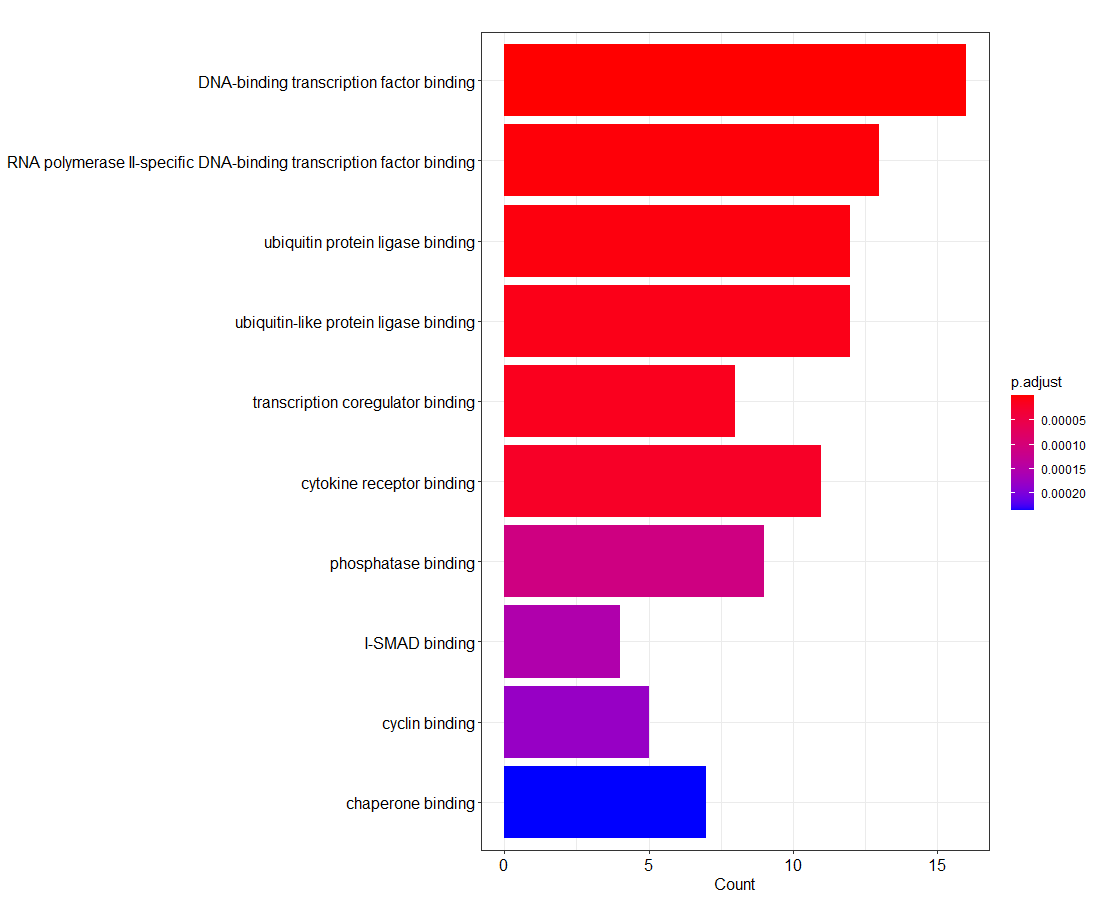 DNA-binding transcription factor binding
RNA polymerase II-specific DNA-binding transcription factor binding
ubiquitin protein ligase binding
ubiquitin-like protein ligase binding
transcription coregulator binding
cytokine receptor binding
phosphatase binding
I-SMAD binding
cyclin binding
chaperone binding
0 5 10 15
Count
p.adjust
0.00005
0.00010
0.00015
0.00020